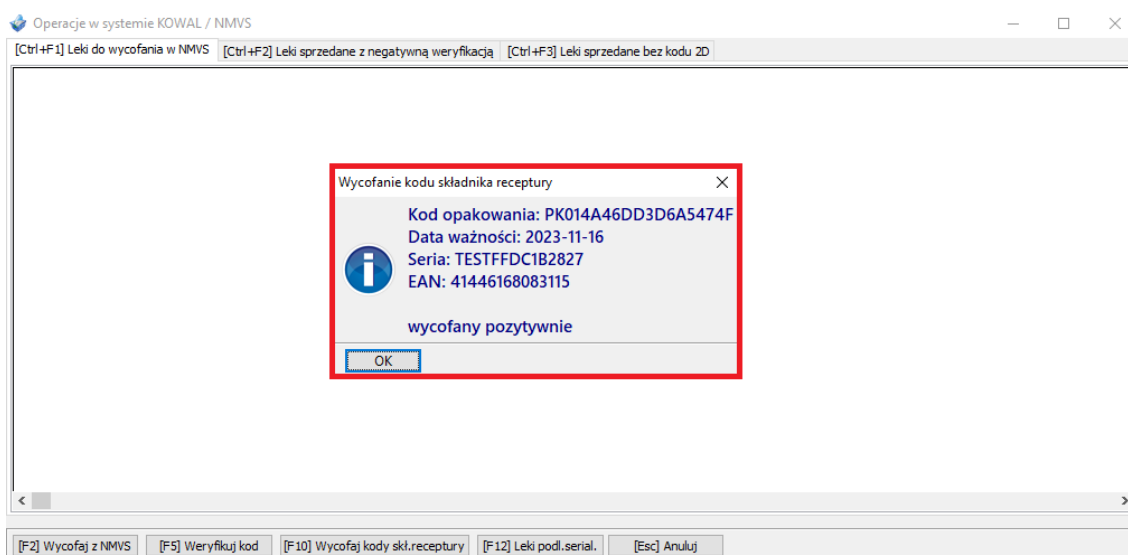 Operacje w systemie KOWAL / NMVS
[Ctrl+F1] Leki do wycofania w NMVS [Ctrl+F2] Leki sprzedane z negatywną weryfikacją [Ctrl+F3] Leki sprzedane bez kodu 2D
Wycofanie kodu składnika receptury
Kod opakowania: PK014A46DD3D6A5474F
Data ważności: 2023-11-16
Seria: TESTFFDC1B2827
EAN: 41446168083115
wycofany pozytywnie
OK
[F2] Wycofaj z NMVS [F5] Weryfikuj kod [F10] Wycofaj kody skł.receptury [F12] Leki podl.serial. [Esc] Anuluj